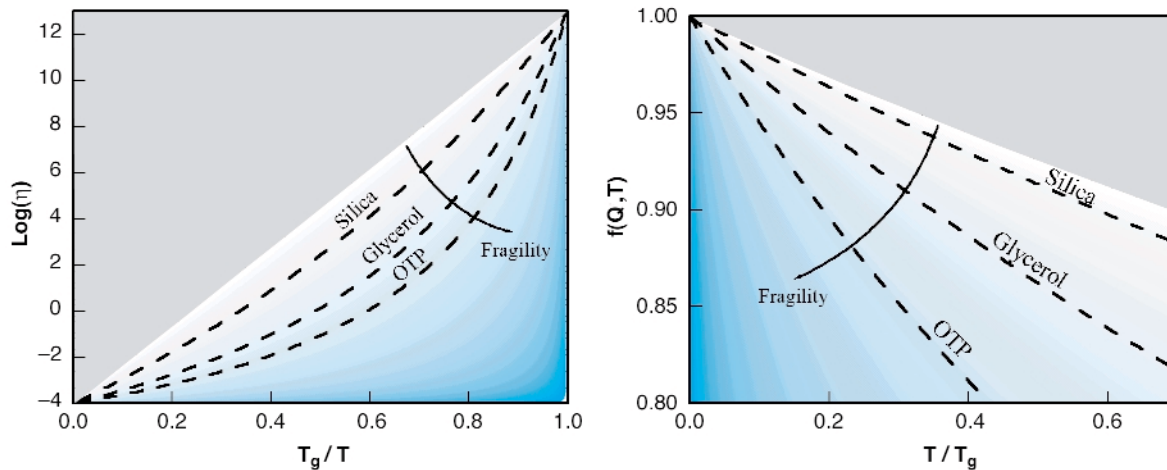 12
10
8
6
4
2
0
−2
−4
Log(η)
Silica
Glycerol
OTP
Fragility
0.0 0.2 0.4 0.6 0.8 1.0
Tg / T
1.00
0.95
0.90
0.85
0.80
f(Q,T)
Silica
Glycerol
OTP
Fragility
0.0 0.2 0.4 0.6
T / Tg